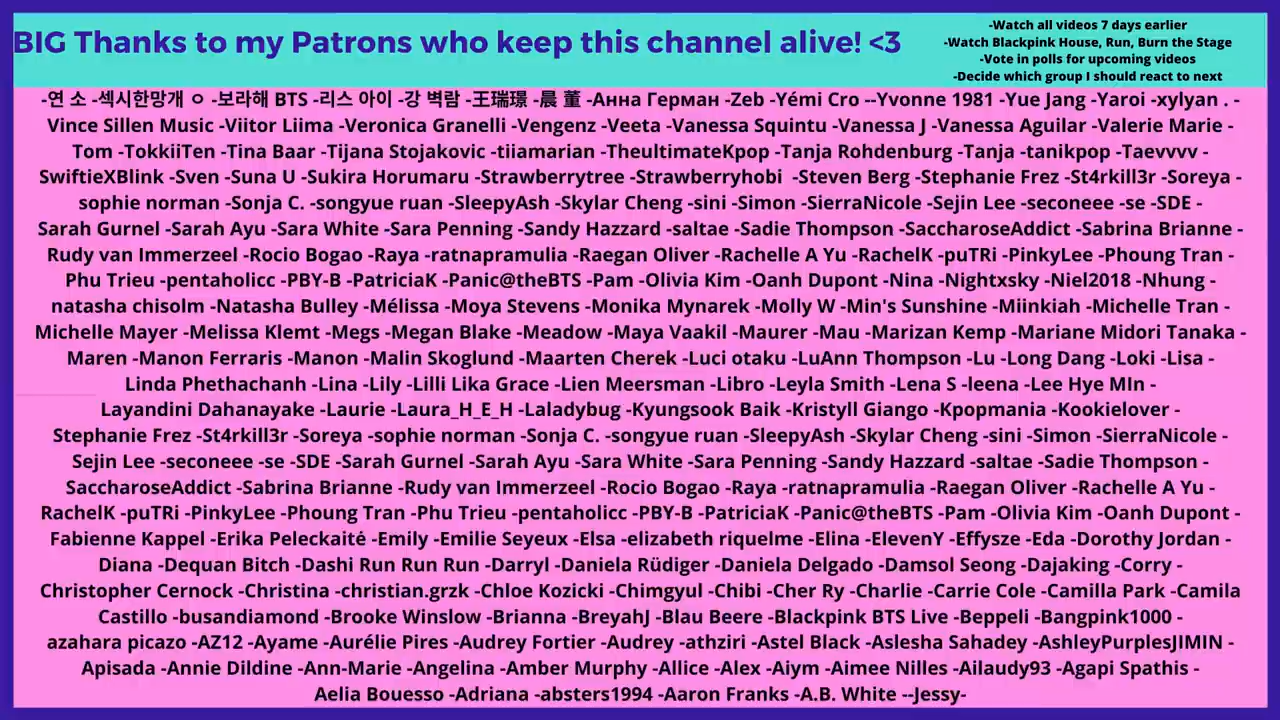 BIG Thanks to my Patrons who keep this channel alive! <3
-Watch all videos 7 days earlier
-Watch Blackpink House, Run, Burn the Stage
-Vote in polls for upcoming videos
-Decide which group I should react to next
-연 소 -섹시한망개 ㅇ -보라해 BTS -리스 아이 -강 벽람 -王瑞璟 -晨 董 -Анна Герман -Zeb -Yémi Cro --Yvonne 1981 -Yue Jang -Yaroi -xylyan . -
Vince Sillen Music -Viitor Liima -Veronica Granelli -Vengenz -Veeta -Vanessa Squintu -Vanessa J -Vanessa Aguilar -Valerie Marie -
Tom -TokkiiTen -Tina Baar -Tijana Stojakovic -tiiamarian -TheultimateKpop -Tanja Rohdenburg -Tanja -tanikpop -Taevvvv -
SwiftieXBlink -Sven -Suna U -Sukira Horumaru -Strawberrytree -Strawberryhobi -Steven Berg -Stephanie Frez -St4rkill3r -Soreya -
sophie norman -Sonja C. -songyue ruan -SleepyAsh -Skylar Cheng -sini -Simon -SierraNicole -Sejin Lee -seconeee -se -SDE -
Sarah Gurnel -Sarah Ayu -Sara White -Sara Penning -Sandy Hazzard -saltae -Sadie Thompson -SaccharoseAddict -Sabrina Brianne -
Rudy van Immerzeel -Rocio Bogao -Raya -ratnapramulia -Raegan Oliver -Rachelle A Yu -RachelK -puTRi -PinkyLee -Phoung Tran -
Phu Trieu -pentaholicc -PBY-B -PatriciaK -Panic@theBTS -Pam -Olivia Kim -Oanh Dupont -Nina -Nightxsky -Niel2018 -Nhung -
natasha chisolm -Natasha Bulley -Mélissa -Moya Stevens -Monika Mynarek -Molly W -Min's Sunshine -Miinkiah -Michelle Tran -
Michelle Mayer -Melissa Klemt -Megs -Megan Blake -Meadow -Maya Vaakil -Maurer -Mau -Marizan Kemp -Mariane Midori Tanaka -
Maren -Manon Ferraris -Manon -Malin Skoglund -Maarten Cherek -Luci otaku -LuAnn Thompson -Lu -Long Dang -Loki -Lisa -
Linda Phethachanh -Lina -Lily -Lilli Lika Grace -Lien Meersman -Libro -Leyla Smith -Lena S -leena -Lee Hye MIn -
Layandini Dahanayake -Laurie -Laura_H_E_H -Laladybug -Kyungsook Baik -Kristyll Giango -Kpopmania -Kookielover -
Stephanie Frez -St4rkill3r -Soreya -sophie norman -Sonja C. -songyue ruan -SleepyAsh -Skylar Cheng -sini -Simon -SierraNicole -
Sejin Lee -seconeee -se -SDE -Sarah Gurnel -Sarah Ayu -Sara White -Sara Penning -Sandy Hazzard -saltae -Sadie Thompson -
SaccharoseAddict -Sabrina Brianne -Rudy van Immerzeel -Rocio Bogao -Raya -ratnapramulia -Raegan Oliver -Rachelle A Yu -
RachelK -puTRi -PinkyLee -Phoung Tran -Phu Trieu -pentaholicc -PBY-B -PatriciaK -Panic@theBTS -Pam -Olivia Kim -Oanh Dupont -
Fabienne Kappel -Erika Peleckaitė -Emily -Emilie Seyeux -Elsa -elizabeth riquelme -Elina -ElevenY -Effysze -Eda -Dorothy Jordan -
Diana -Dequan Bitch -Dashi Run Run Run -Darryl -Daniela Rüdiger -Daniela Delgado -Damsol Seong -Dajaking -Corry -
Christopher Cernock -Christina -christian.grzk -Chloe Kozicki -Chimgyul -Chibi -Cher Ry -Charlie -Carrie Cole -Camilla Park -Camila
Castillo -busandiamond -Brooke Winslow -Brianna -BreyahJ -Blau Beere -Blackpink BTS Live -Beppeli -Bangpink1000 -
azahara picazo -AZ12 -Ayame -Aurélie Pires -Audrey Fortier -Audrey -athziri -Astel Black -Aslesha Sahadey -AshleyPurplesJIMIN -
Apisada -Annie Dildine -Ann-Marie -Angelina -Amber Murphy -Allice -Alex -Aiym -Aimee Nilles -Ailaudy93 -Agapi Spathis -
Aelia Bouesso -Adriana -absters1994 -Aaron Franks -A.B. White --Jessy-